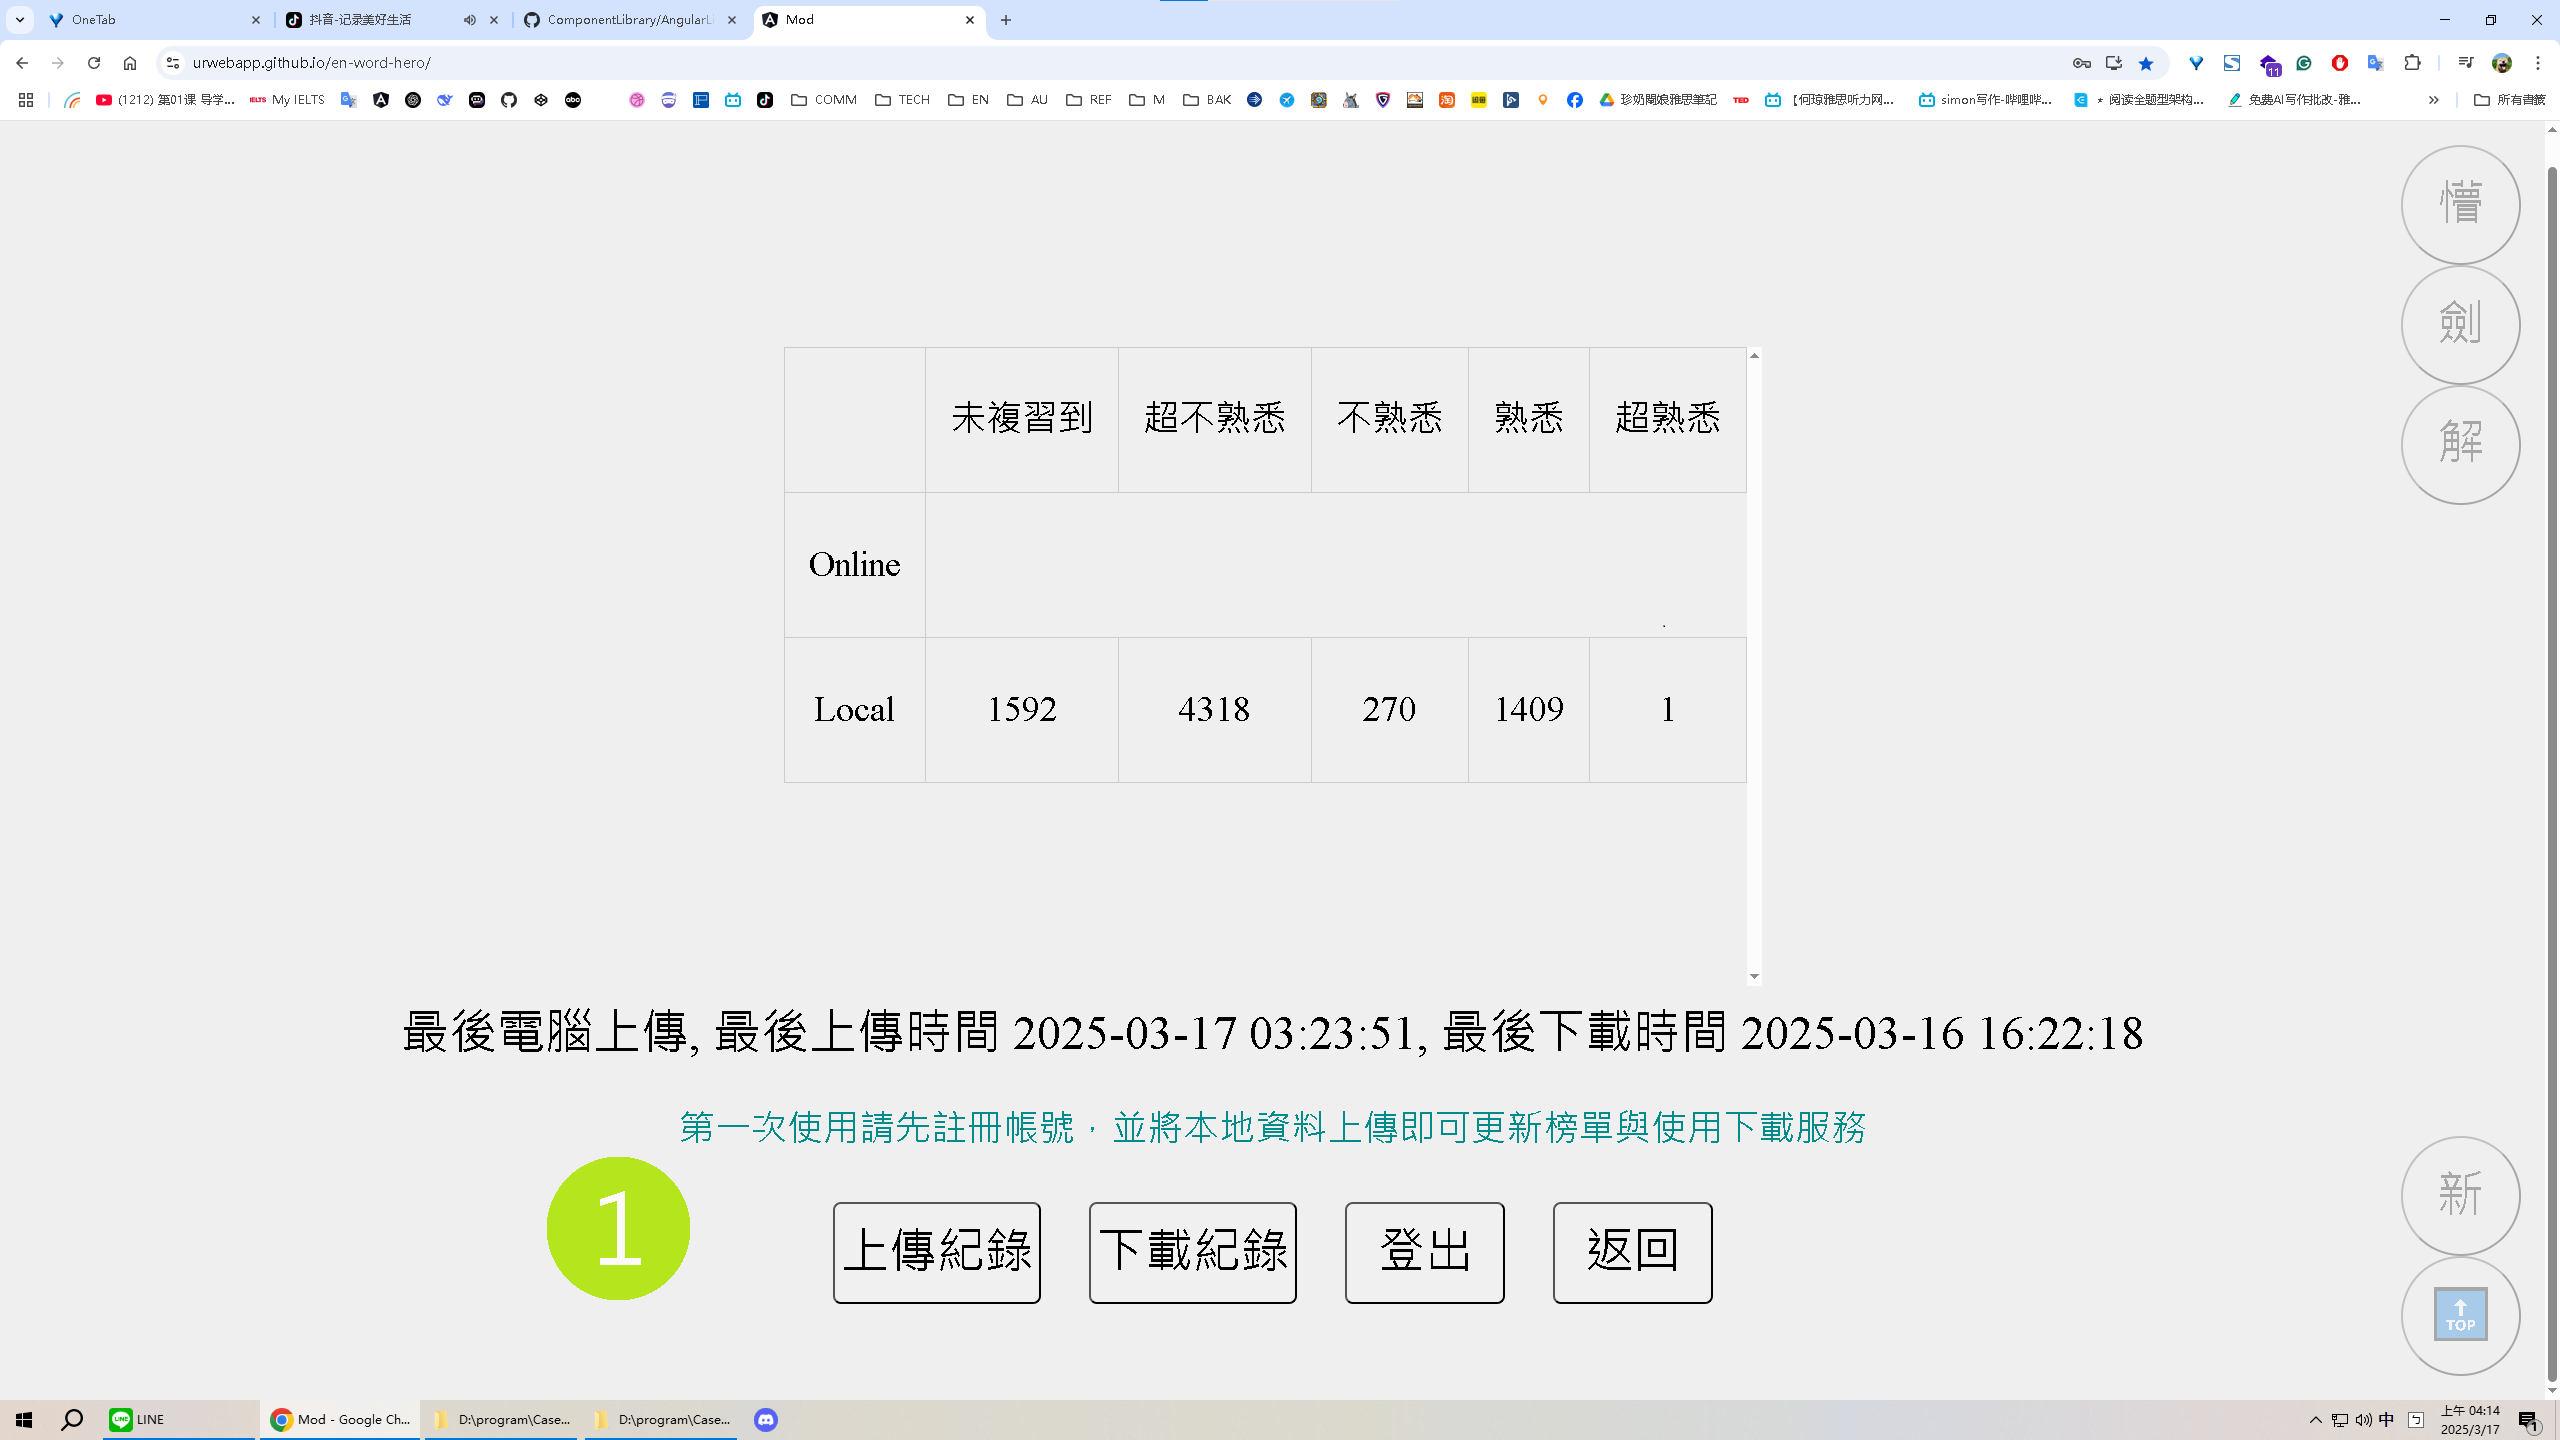 OneTab
抖音-记录美好生活
ComponentLibrary/AngularLi
Mod
urwebapp.github.io/en-word-hero/
11
(1212) 第01课 导学...
IELTS My IELTS
abc
COMM
TECH
EN
AU
REF
M
BAK
珍奶闆娘雅思筆記
TED
【何琼雅思听力网...
simon写作-哔哩哔...
* 阅读全题型架构...
免费AI写作批改-雅...
所有書籤
懵
劍
解
未複習到 超不熟悉 不熟悉 熟悉 超熟悉
Online
.
Local 1592 4318 270 1409 1
最後電腦上傳, 最後上傳時間 2025-03-17 03:23:51, 最後下載時間 2025-03-16 16:22:18
第一次使用請先註冊帳號，並將本地資料上傳即可更新榜單與使用下載服務
1
上傳紀錄 下載紀錄 登出 返回
新
TOP
LINE
Mod - Google Ch...
D:\program\Case...
D:\program\Case...
中
上午 04:14
2025/3/17
1